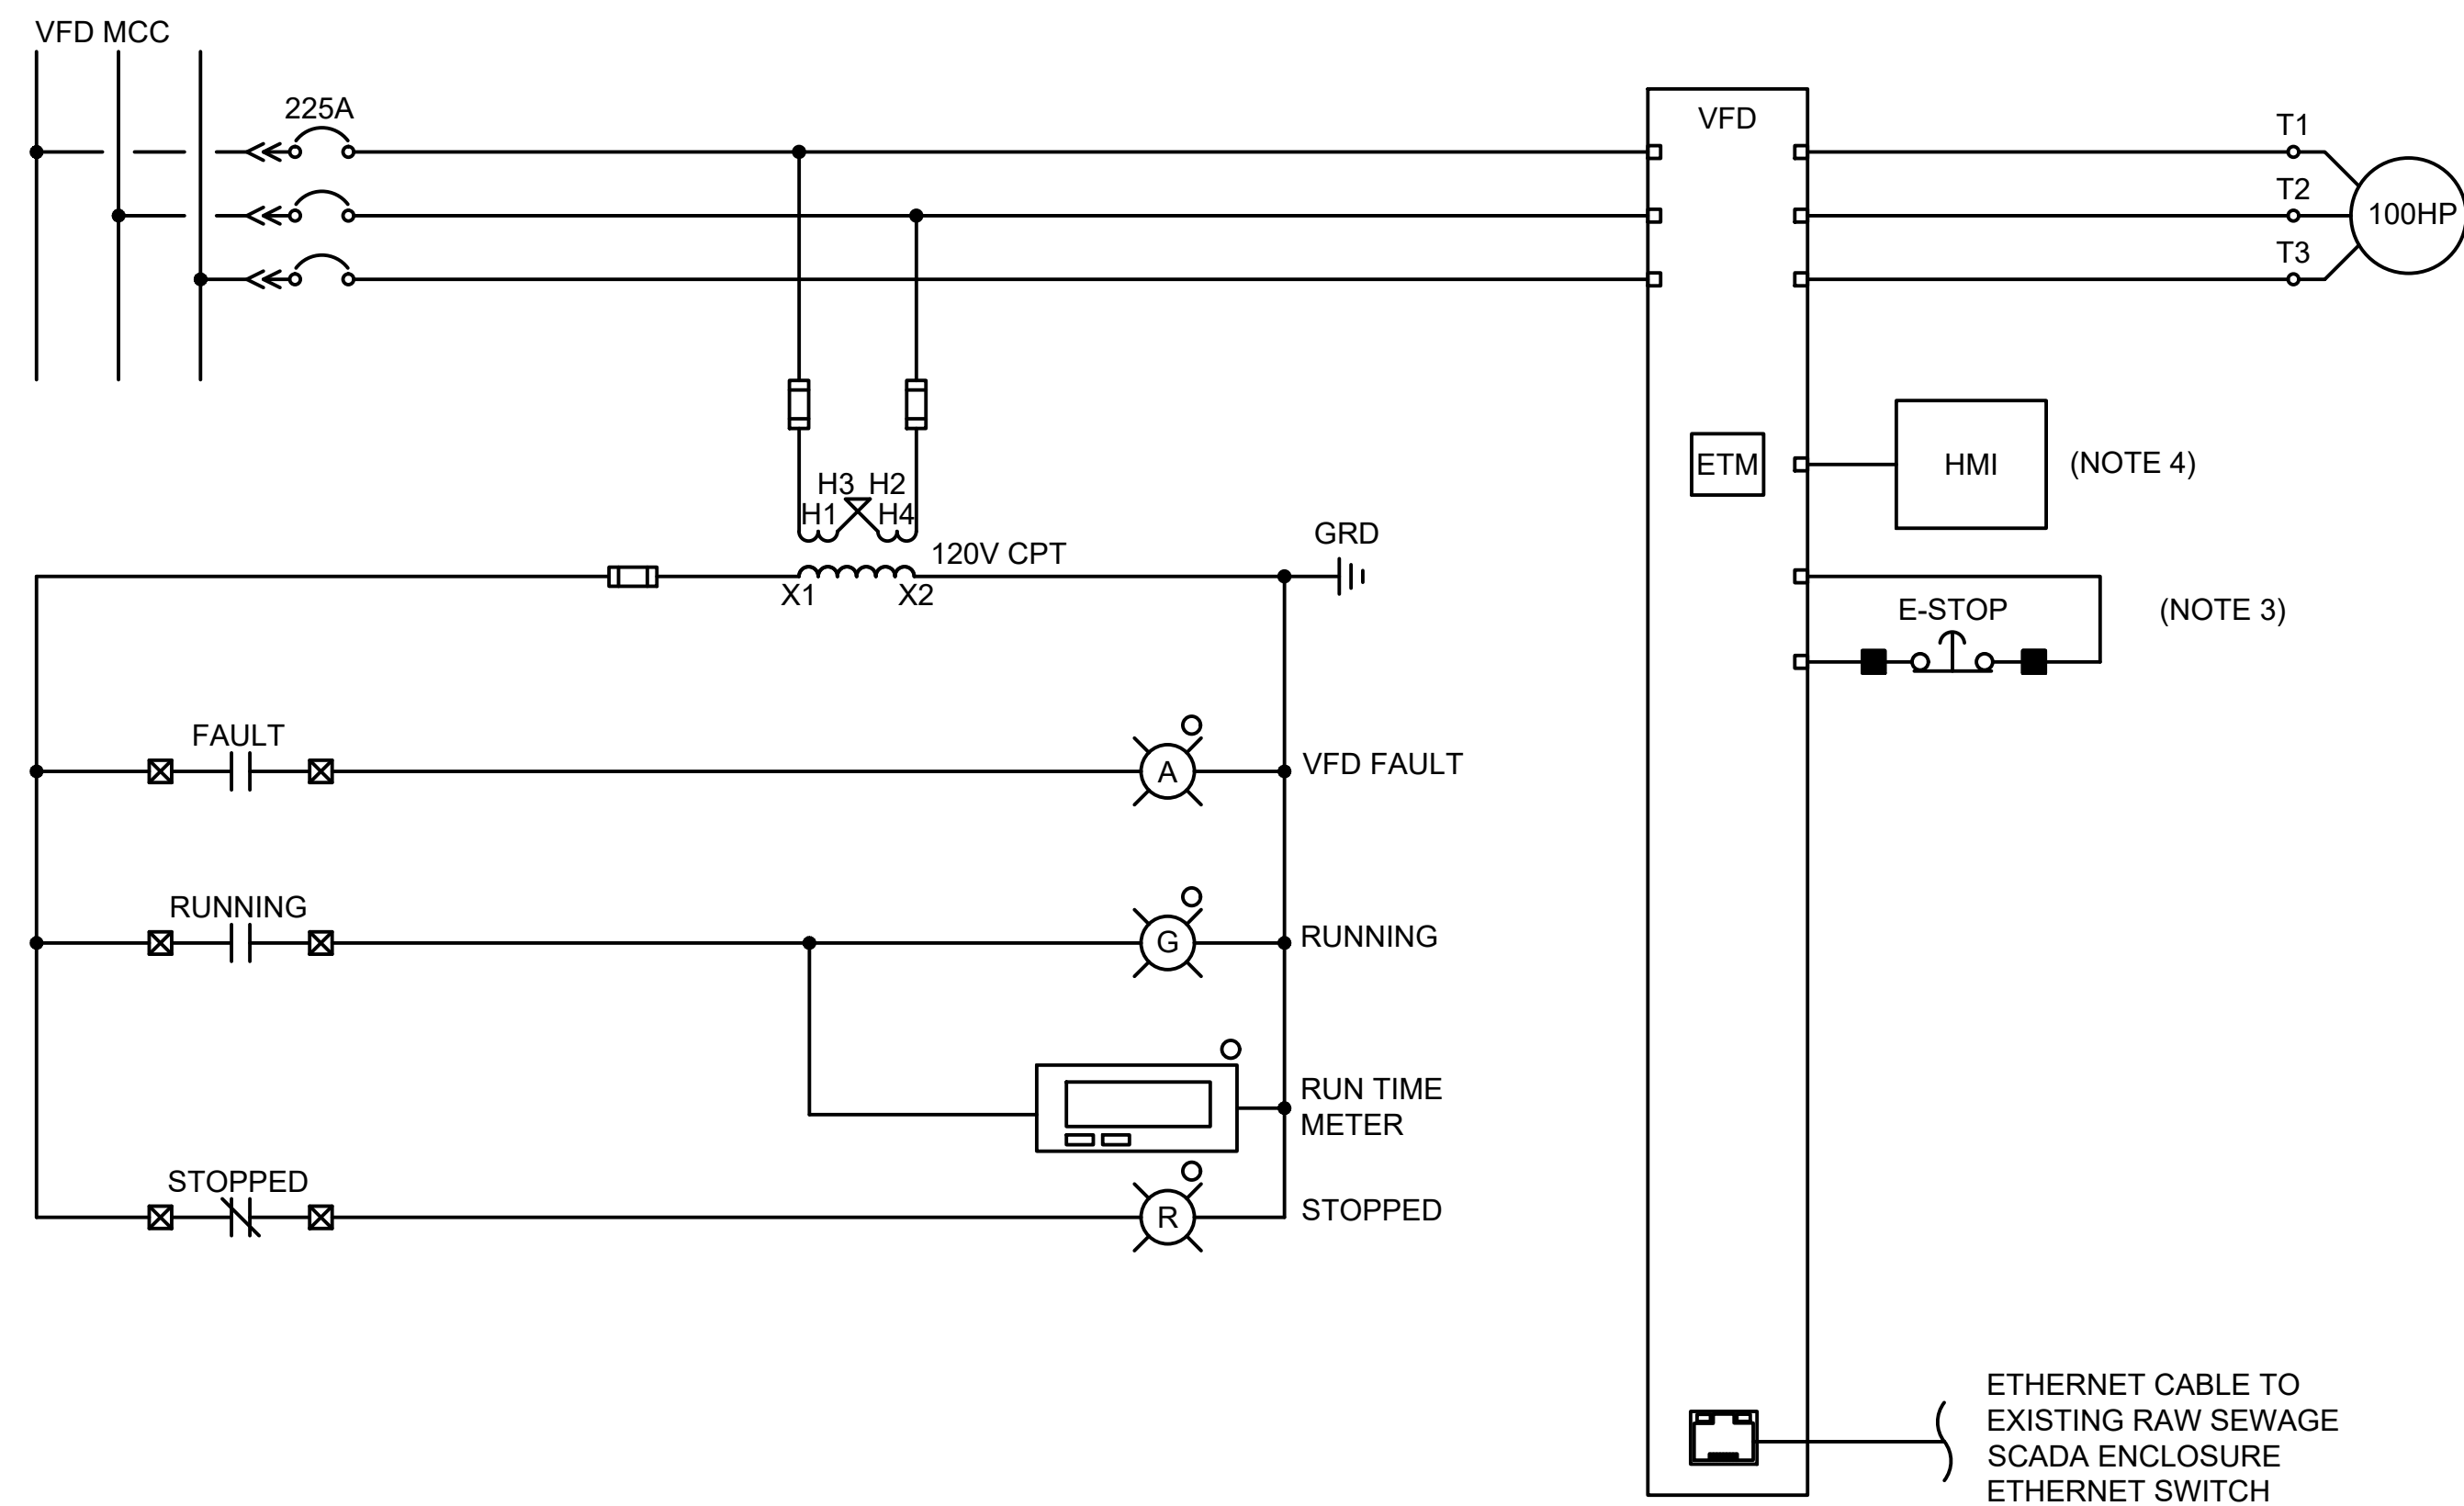 VFD MCC
225A
VFD
T1
T2
100HP
T3
H3 H2
H1 H4
ETM
HMI
(NOTE 4)
120V CPT
GRD
X1
X2
E-STOP
(NOTE 3)
FAULT
A
VFD FAULT
RUNNING
G
RUNNING
RUN TIME
METER
STOPPED
R
STOPPED
ETHERNET CABLE TO
EXISTING RAW SEWAGE
SCADA ENCLOSURE
ETHERNET SWITCH